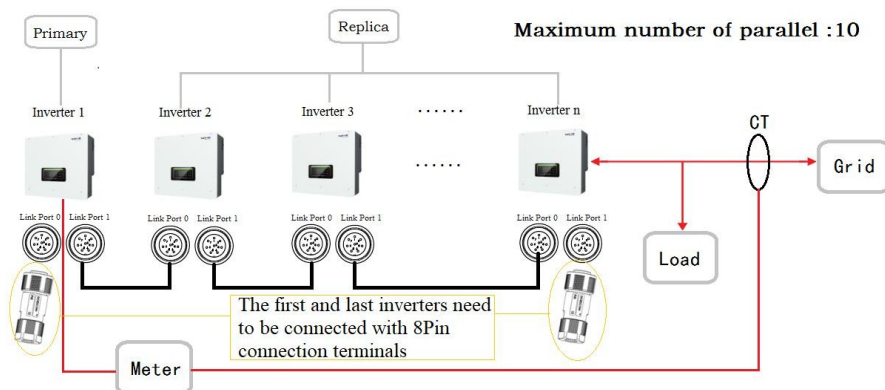 Primary
Replica
Maximum number of parallel :10
Inverter 1
Inverter 2
Inverter 3
......
Inverter n
......
CT
Grid
Link Port 0
Link Port 1
Link Port 0
Link Port 1
Link Port 0
Link Port 1
Link Port 0
Link Port 1
Load
The first and last inverters need
to be connected with 8Pin
connection terminals
Meter